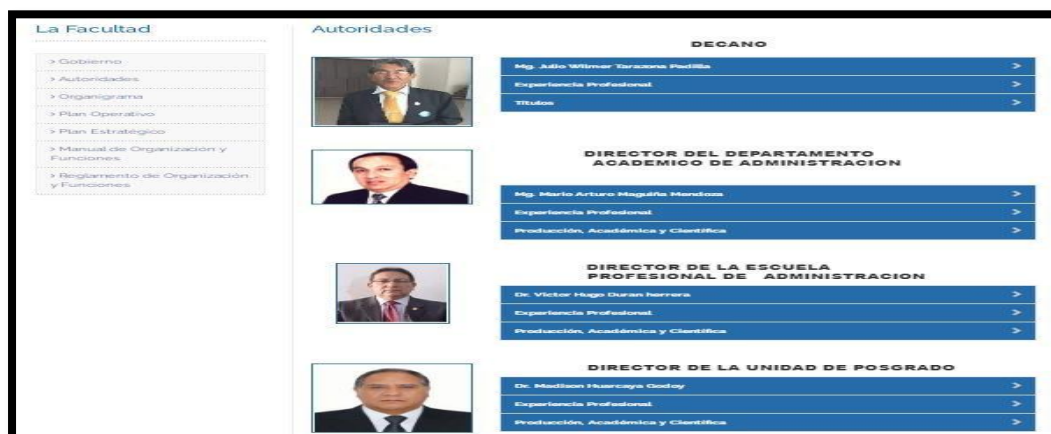 La Facultad
> Gobierno
> Autoridades
> Organigrama
> Plan Operativo
> Plan Estratégico
> Manual de Organización y
Funciones
> Reglamento de Organización
y Funciones
Autoridades
DECANO
Mg. Julio Wilmer Tarazona Padilla >
Experiencia Profesional >
Títulos >
DIRECTOR DEL DEPARTAMENTO
ACADEMICO DE ADMINISTRACION
Mg. Mario Arturo Maguiña Mendoza >
Experiencia Profesional >
Producción, Académica y Científica >
DIRECTOR DE LA ESCUELA
PROFESIONAL DE ADMINISTRACION
Dr. Victor Hugo Duran herrera >
Experiencia Profesional >
Producción, Académica y Científica >
DIRECTOR DE LA UNIDAD DE POSGRADO
Dr. Madison Huarcaya Godoy >
Experiencia Profesional >
Producción, Académica y Científica >